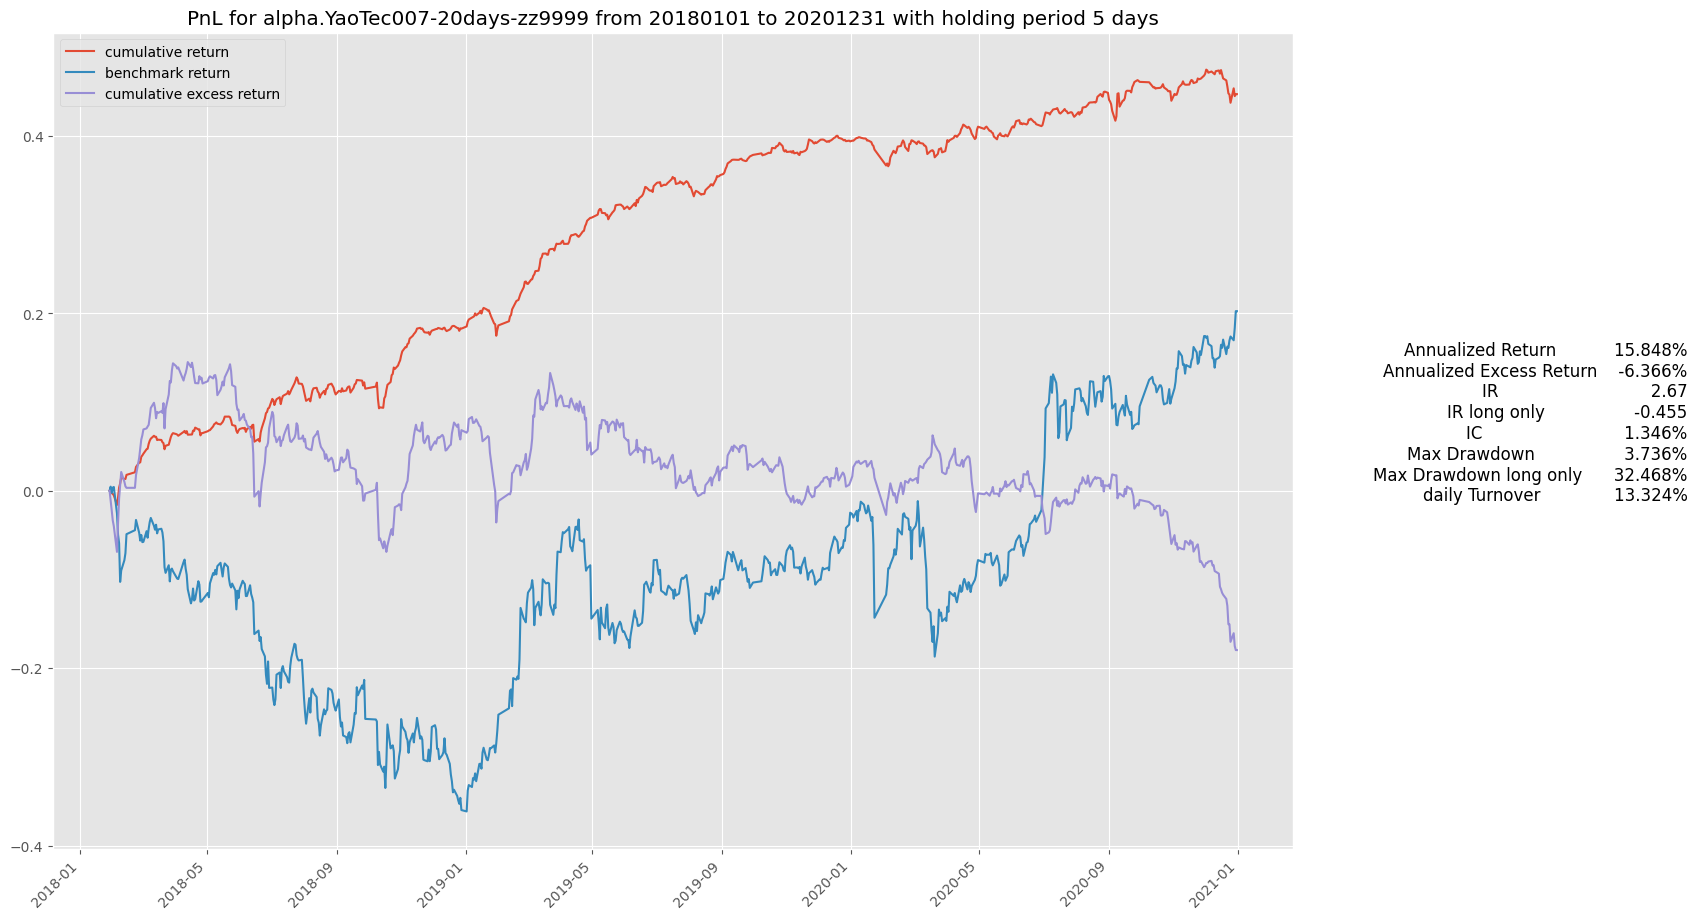 PnL for alpha.YaoTec007-20days-zz9999 from 20180101 to 20201231 with holding period 5 days
cumulative return
benchmark return
cumulative excess return
0.4
0.2
0.0
−0.2
−0.4
2018-01
2018-05
2018-09
2019-01
2019-05
2019-09
2020-01
2020-05
2020-09
2021-01
Annualized Return 15.848%
Annualized Excess Return -6.366%
IR 2.67
IR long only -0.455
IC 1.346%
Max Drawdown 3.736%
Max Drawdown long only 32.468%
daily Turnover 13.324%